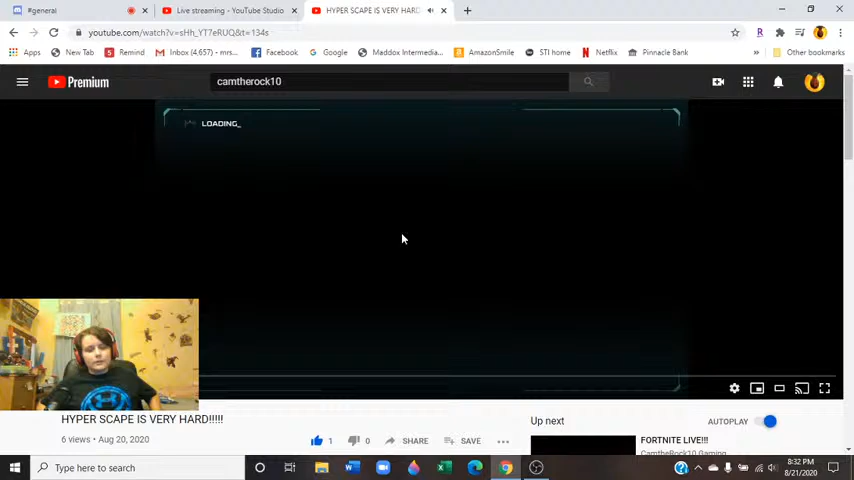 #general
Live streaming - YouTube Studio
HYPER SCAPE IS VERY HARD
youtube.com/watch?v=sHh_YT7eRUQ&t=134s
Apps
New Tab
Remind
Inbox (4,657) - mrs...
Facebook
Google
Maddox Intermedia...
AmazonSmile
STI home
Netflix
Pinnacle Bank
»
Other bookmarks
Premium
camtherock10
LOADING_
HYPER SCAPE IS VERY HARD!!!!!
6 views • Aug 20, 2020
1
0
SHARE
SAVE
Up next
AUTOPLAY
FORTNITE LIVE!!!
CamtheRock10 Gaming
Type here to search
8:32 PM
8/21/2020